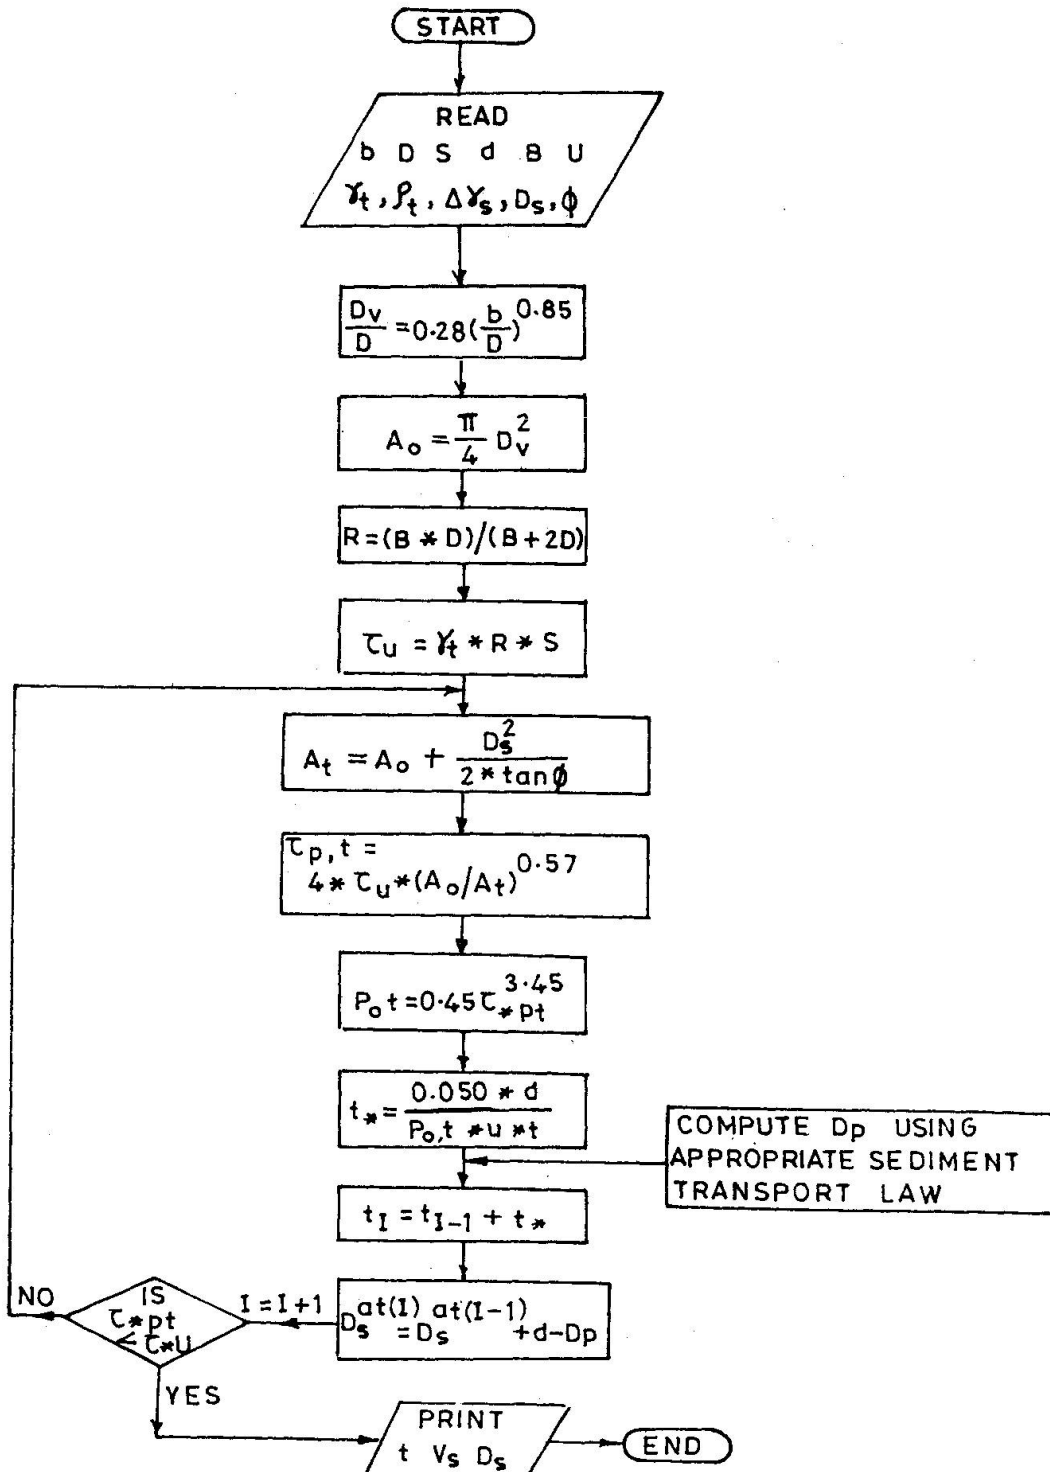 START
READ
b D S d B U
γt, ρt, Δγs, Ds, ϕ
Dv/D = 0.28(b/D)^0.85
Ao = π/4 Dv^2
R = (B * D)/(B + 2D)
τu = γt * R * S
At = Ao + Ds^2/(2 * tanϕ)
τp,t =
4 * τu * (Ao/At)^0.57
Po t = 0.45 τ*pt^3.45
t* = 0.050 * d/(Po,t * u * t)
COMPUTE Dp USING
APPROPRIATE SEDIMENT
TRANSPORT LAW
tI = tI-1 + t*
Ds^at(I) = Ds^at(I-1) + d-Dp
I = I+1
IS
τ*pt
< τ*u
NO
YES
PRINT
t Vs Ds
END